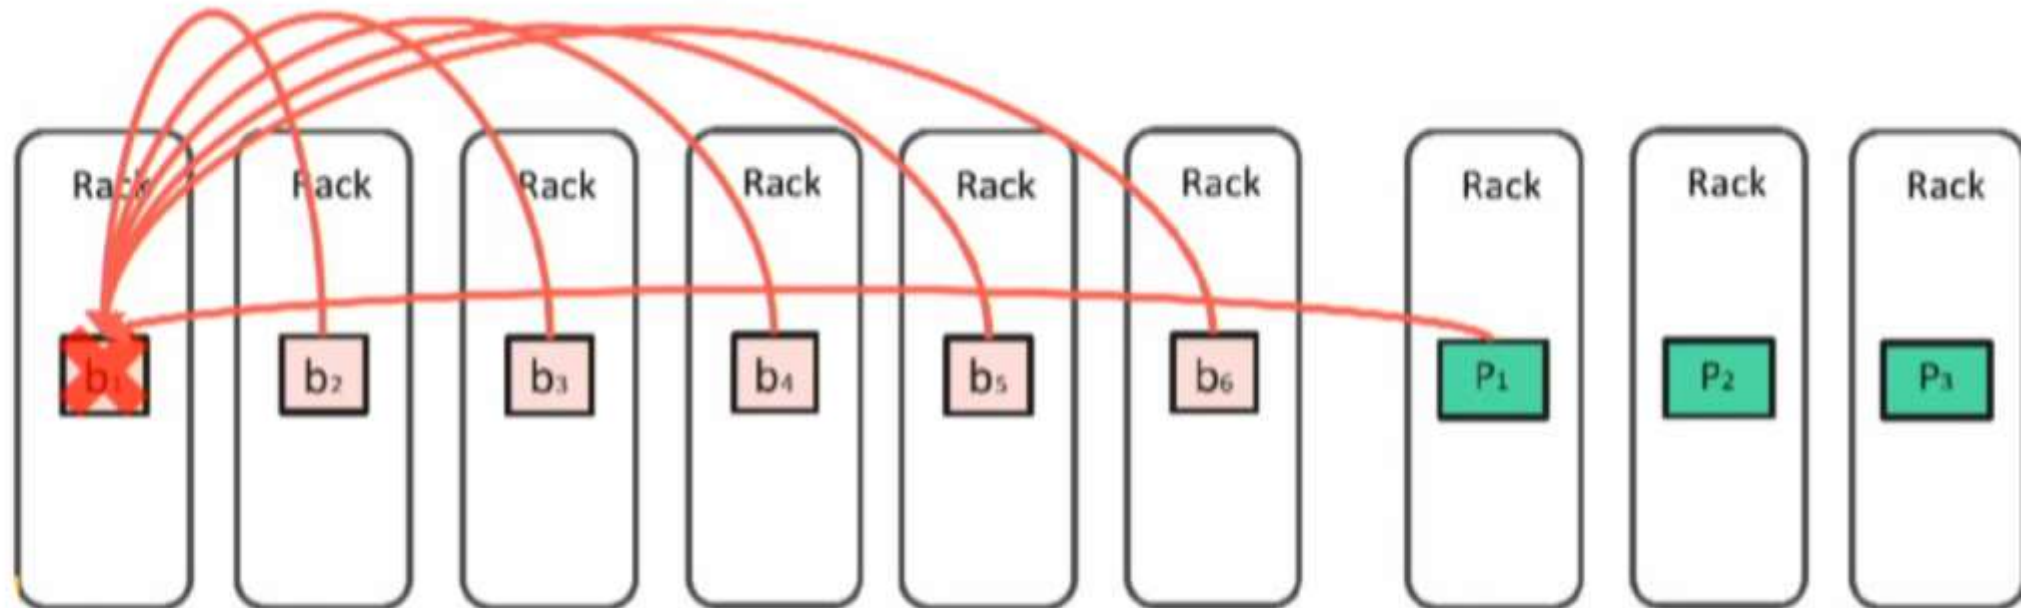 Rack Rack Rack Rack Rack Rack Rack Rack Rack
b₁ b₂ b₃ b₄ b₅ b₆ P₁ P₂ P₃